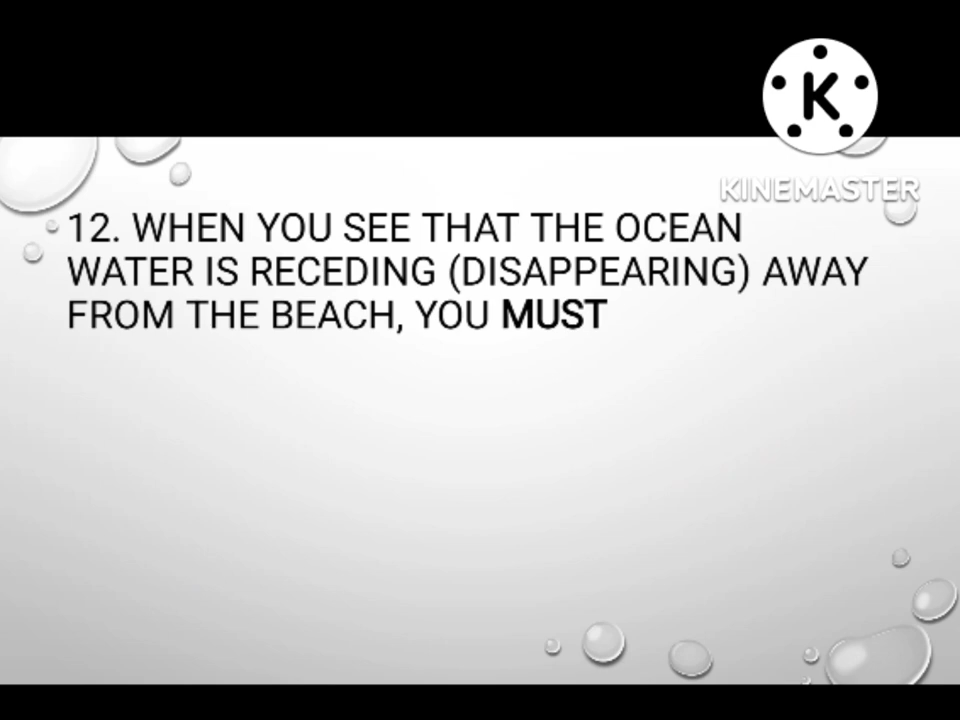 K
KINEMASTER
12. WHEN YOU SEE THAT THE OCEAN
WATER IS RECEDING (DISAPPEARING) AWAY
FROM THE BEACH, YOU MUST